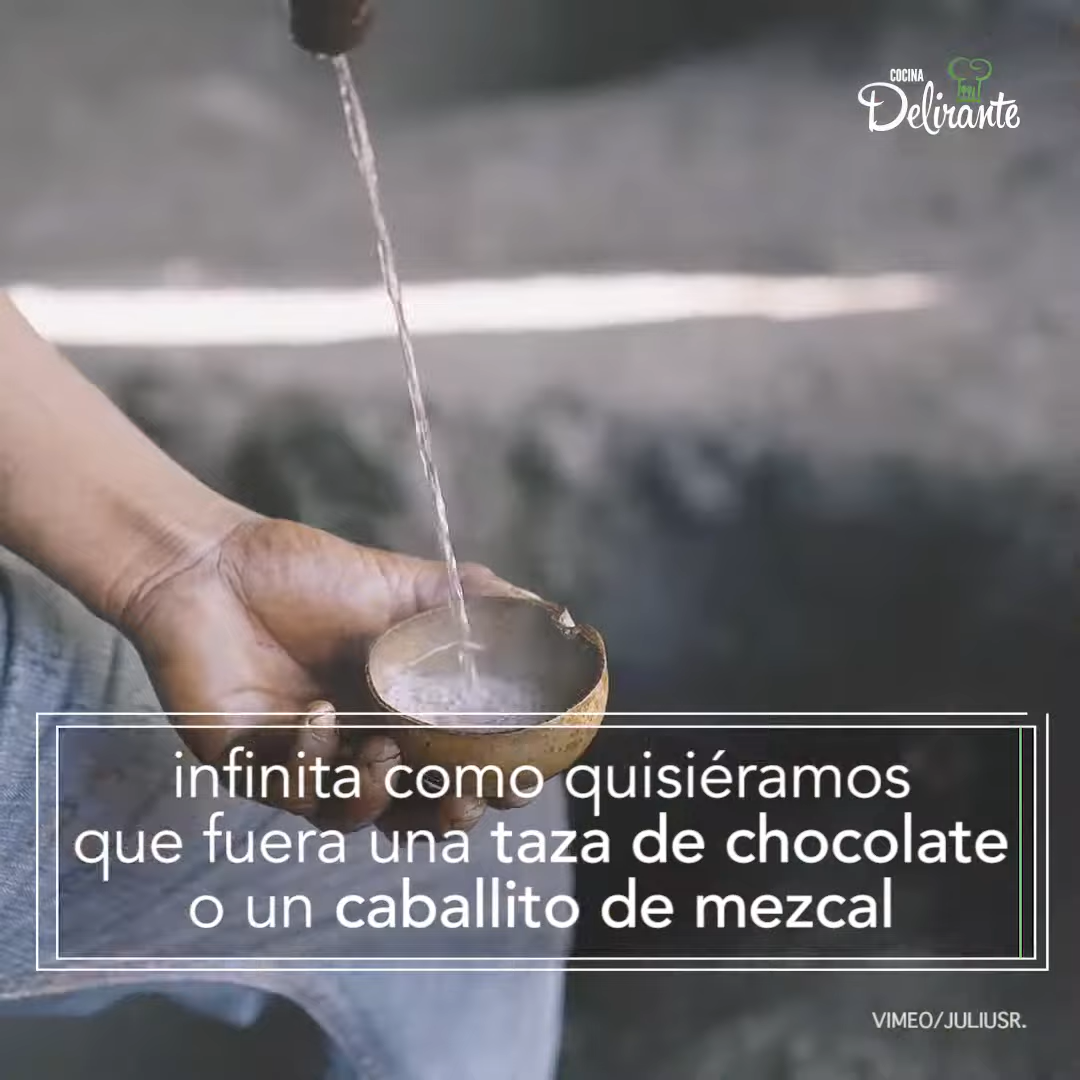 COCINA
Delirante
infinita como quisiéramos
que fuera una taza de chocolate
o un caballito de mezcal
VIMEO/JULIUSR.